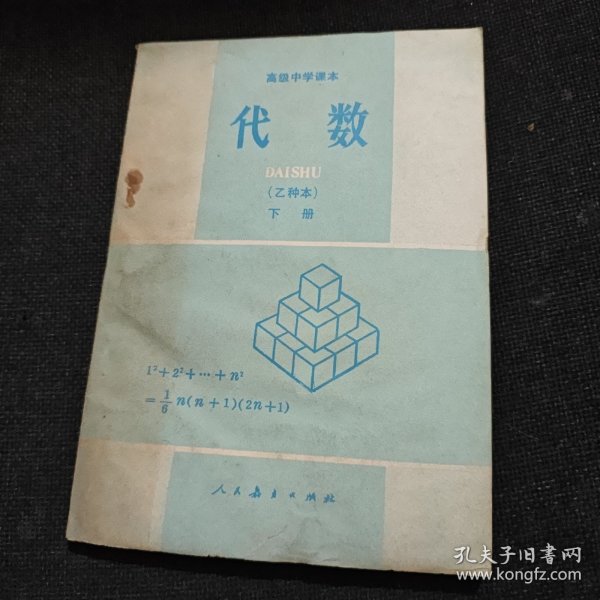 高级中学课本
代数
DAISHU
(乙种本)
下册
1²+2²+…+n²
=1/6 n(n+1)(2n+1)
人民教育出版社
孔夫子旧书网
www.kongfz.com